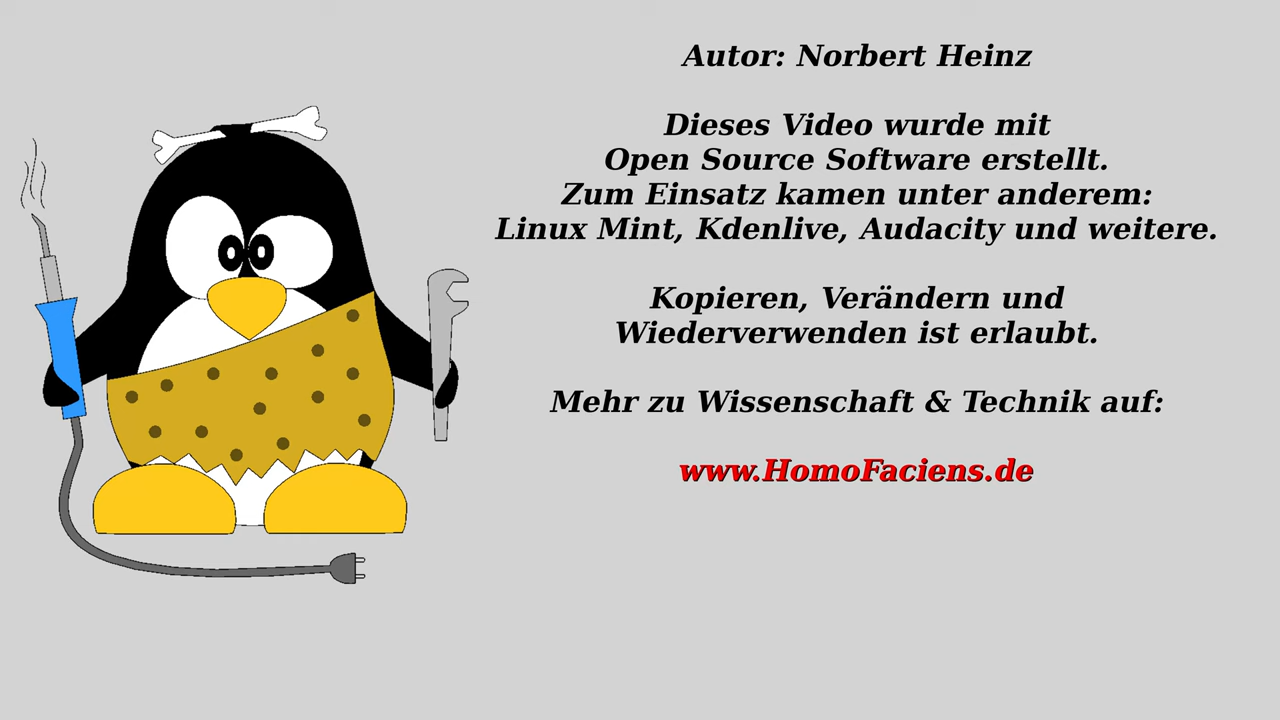 Autor: Norbert Heinz
Dieses Video wurde mit
Open Source Software erstellt.
Zum Einsatz kamen unter anderem:
Linux Mint, Kdenlive, Audacity und weitere.
Kopieren, Verändern und
Wiederverwenden ist erlaubt.
Mehr zu Wissenschaft & Technik auf:
www.HomoFaciens.de